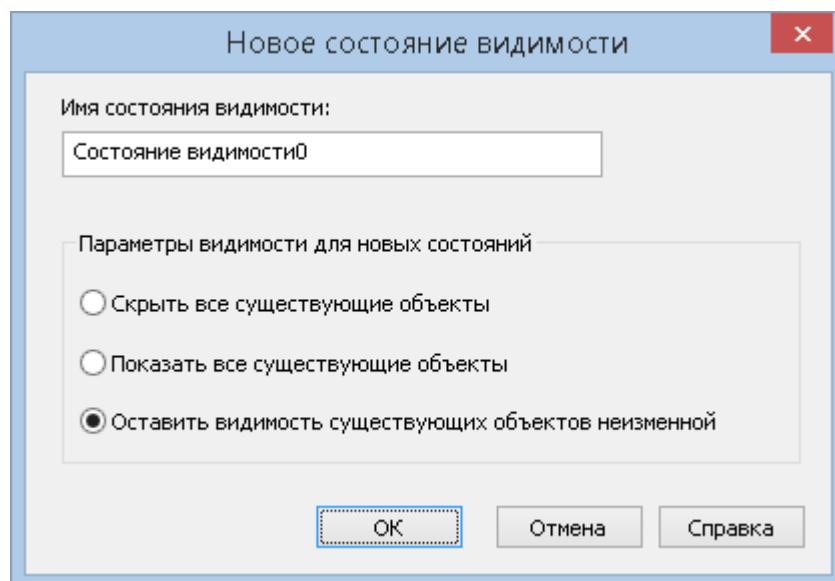 Новое состояние видимости
Имя состояния видимости:
Состояние видимости0
Параметры видимости для новых состояний
Скрыть все существующие объекты
Показать все существующие объекты
Оставить видимость существующих объектов неизменной
ОК Отмена Справка